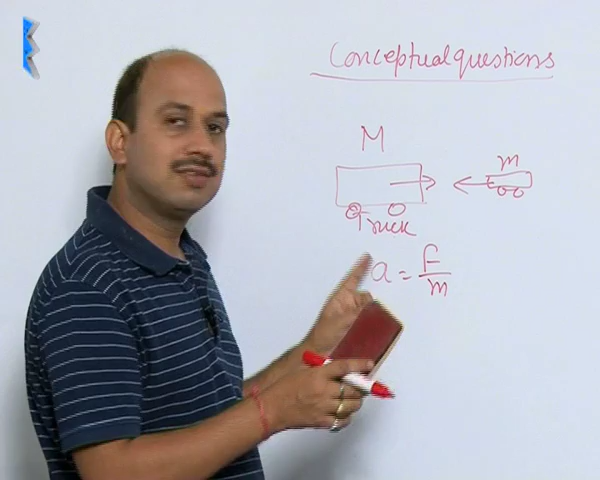 Conceptual questions
M
m
Truck
a = f/m